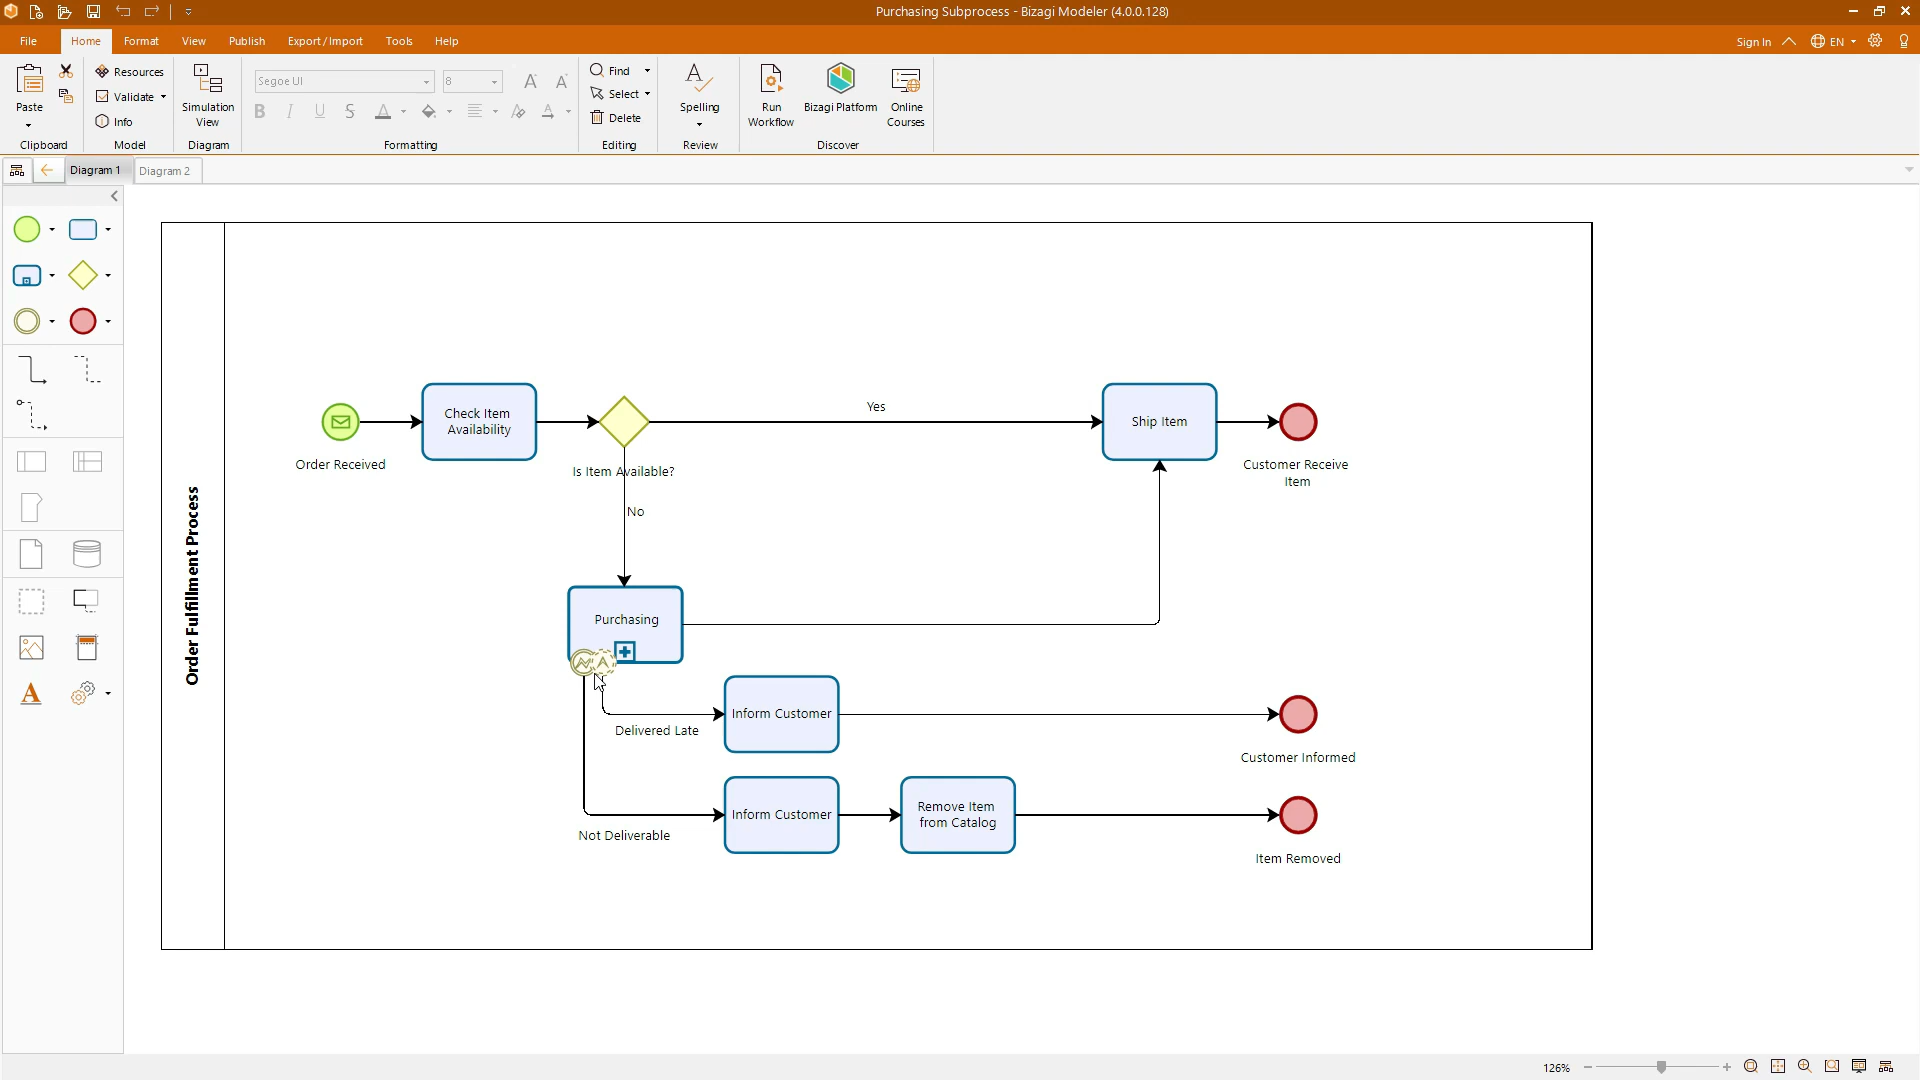 Purchasing Subprocess - Bizagi Modeler (4.0.0.128)
File
Home
Format
View
Publish
Export/Import
Tools
Help
Sign In
EN
Paste
Clipboard
Resources
Validate
Info
Model
Simulation
View
Diagram
Segoe UI
8
B
I
U
S
A
Formatting
Find
Select
Delete
Editing
Spelling
Review
Run
Workflow
Bizagi Platform
Online
Courses
Discover
Diagram 1
Diagram 2
Order Fulfillment Process
Order Received
Check Item
Availability
Is Item Available?
Yes
No
Ship Item
Customer Receive
Item
Purchasing
Delivered Late
Inform Customer
Customer Informed
Not Deliverable
Inform Customer
Remove Item
from Catalog
Item Removed
126%